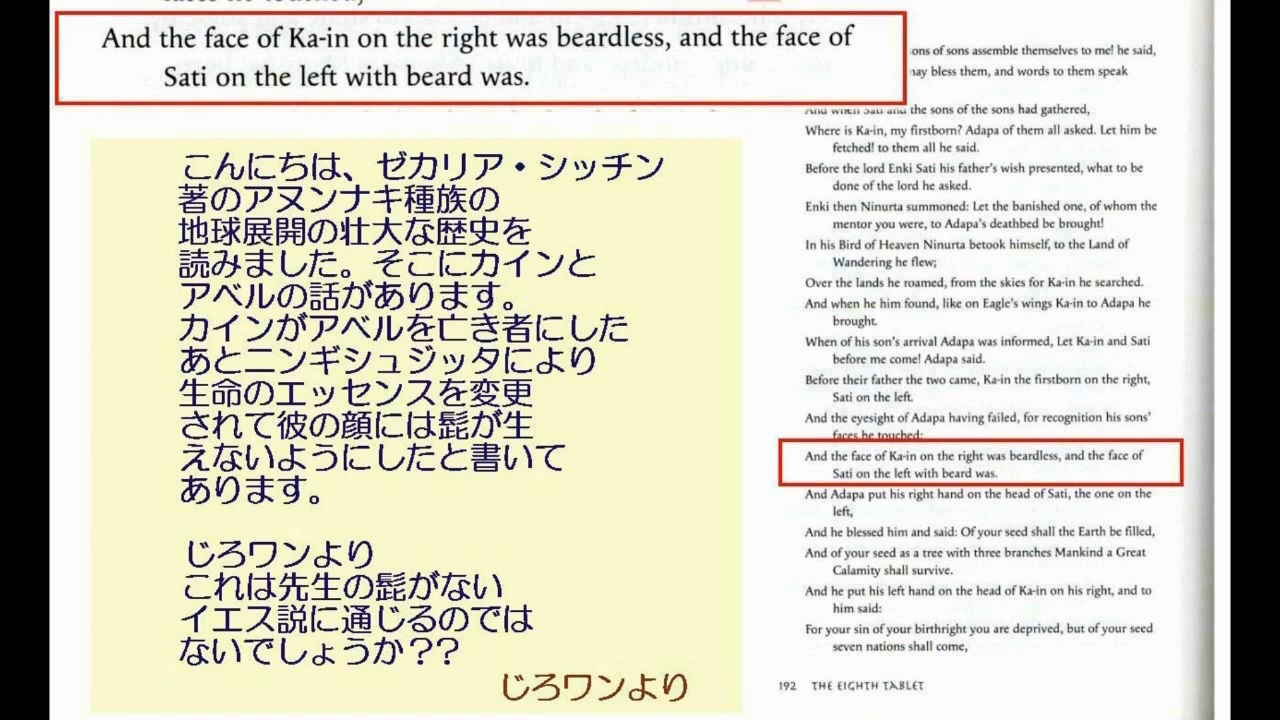 And the face of Ka-in on the right was beardless, and the face of
Sati on the left with beard was.
こんにちは、ゼカリア・シッチン
著のアヌンナキ種族の
地球展開の壮大な歴史を
読みました。そこにカインと
アベルの話があります。
カインがアベルを亡き者にした
あとニンギシュジッタにより
生命のエッセンスを変更
されて彼の顔には髭が生
えないようにしたと書いて
あります。
じろワンより
これは先生の髭がない
イエス説に通じるのでは
ないでしょうか??
じろワンより
of sons assemble themselves to me! he said,
bless them, and words to them speak
And when Sati and the sons of the sons had gathered,
Where is Ka-in, my firstborn? Adapa of them all asked. Let him be
fetched! to them all he said.
Before the lord Enki Sati his father's wish presented, what to be
done of the lord he asked.
Enki then Ninurta summoned: Let the banished one, of whom the
mentor you were, to Adapa's deathbed be brought!
In his Bird of Heaven Ninurta betook himself, to the Land of
Wandering he flew;
Over the lands he roamed, from the skies for Ka-in he searched.
And when he him found, like on Eagle's wings Ka-in to Adapa he
brought.
When of his son's arrival Adapa was informed, Let Ka-in and Sati
before me come! Adapa said.
Before their father the two came, Ka-in the firstborn on the right,
Sati on the left.
And the eyesight of Adapa having failed, for recognition his sons'
faces he touched;
And the face of Ka-in on the right was beardless, and the face of
Sati on the left with beard was.
And Adapa put his right hand on the head of Sati, the one on the
left,
And he blessed him and said: Of your seed shall the Earth be filled,
And of your seed as a tree with three branches Mankind a Great
Calamity shall survive.
And he put his left hand on the head of Ka-in on his right, and to
him said:
For your sin of your birthright you are deprived, but of your seed
seven nations shall come,
192 THE EIGHTH TABLET